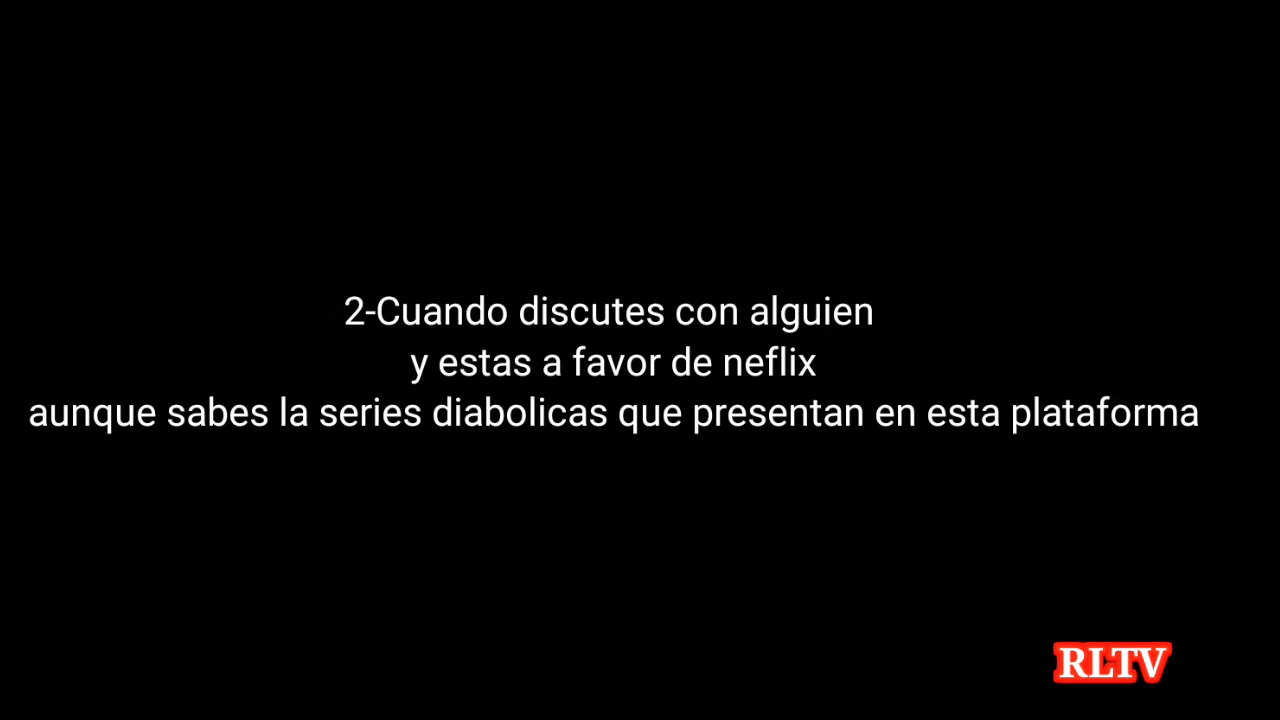 2-Cuando discutes con alguien
y estas a favor de neflix
aunque sabes la series diabolicas que presentan en esta plataforma
RLTV